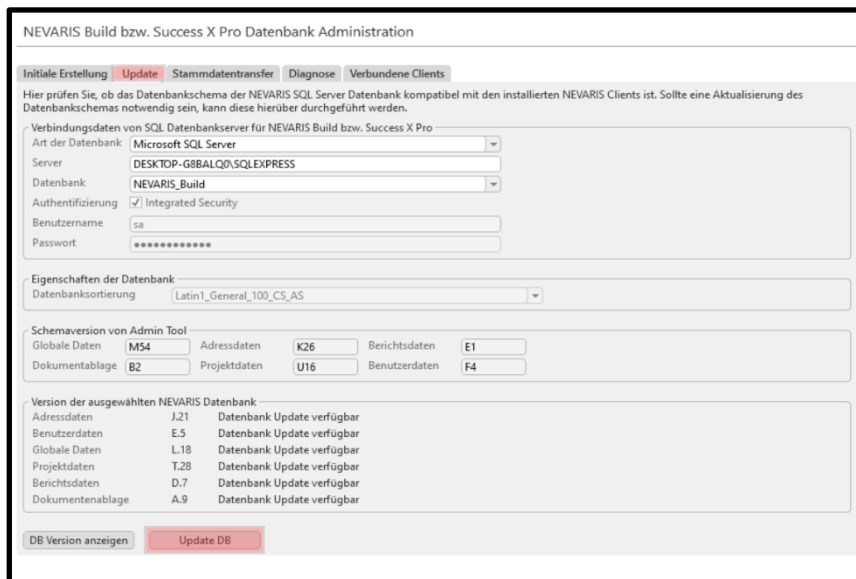 NEVARIS Build bzw. Success X Pro Datenbank Administration
Initiale Erstellung Update Stammdatentransfer Diagnose Verbundene Clients
Hier prüfen Sie, ob das Datenbankschema der NEVARIS SQL Server Datenbank kompatibel mit den installierten NEVARIS Clients ist. Sollte eine Aktualisierung des
Datenbankschemas notwendig sein, kann diese hierüber durchgeführt werden.
Verbindungsdaten von SQL Datenbankserver für NEVARIS Build bzw. Success X Pro
Art der Datenbank Microsoft SQL Server
Server DESKTOP-G8BALQ0\SQLEXPRESS
Datenbank NEVARIS_Build
Authentifizierung Integrated Security
Benutzername sa
Passwort ●●●●●●●●●●●●
Eigenschaften der Datenbank
Datenbanksortierung Latin1_General_100_CS_AS
Schemaversion von Admin Tool
Globale Daten M54 Adressdaten K26 Berichtsdaten E1
Dokumentablage B2 Projektdaten U16 Benutzerdaten F4
Version der ausgewählten NEVARIS Datenbank
Adressdaten J.21 Datenbank Update verfügbar
Benutzerdaten E.5 Datenbank Update verfügbar
Globale Daten L.18 Datenbank Update verfügbar
Projektdaten T.28 Datenbank Update verfügbar
Berichtsdaten D.7 Datenbank Update verfügbar
Dokumentenablage A.9 Datenbank Update verfügbar
DB Version anzeigen Update DB